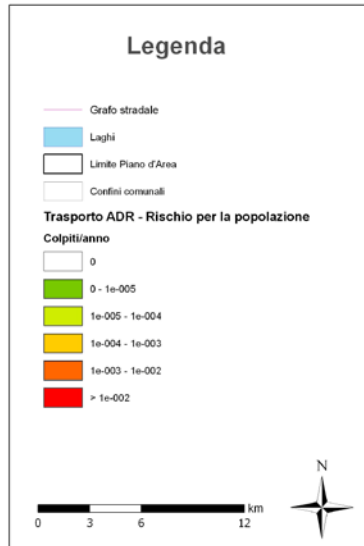 Legenda
Grafo stradale
Laghi
Limite Piano d'Area
Confini comunali
Trasporto ADR - Rischio per la popolazione
Colpiti/anno
0
0 - 1e-005
1e-005 - 1e-004
1e-004 - 1e-003
1e-003 - 1e-002
> 1e-002
N
km
0 3 6 12